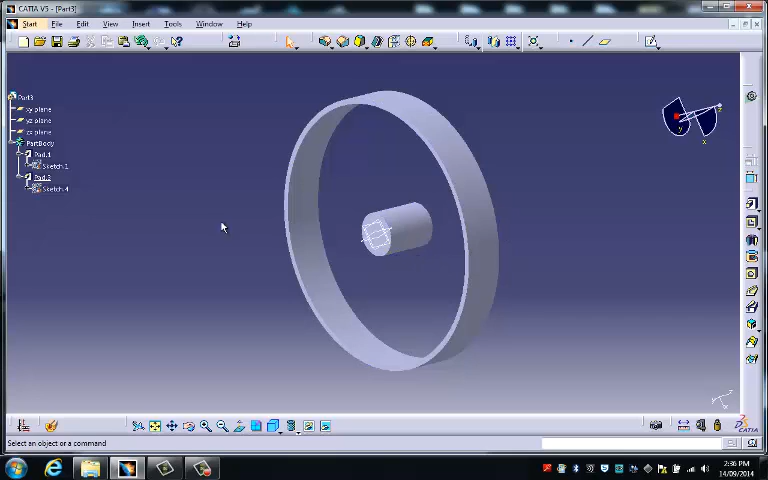 CATIA V5 - [Part3]
Start File Edit View Insert Tools Window Help
Part3
xy plane
yz plane
zx plane
PartBody
Pad.1
Sketch.1
Pad.3
Sketch.4
z
y
x
CATIA
Select an object or a command
2:36 PM
14/09/2014